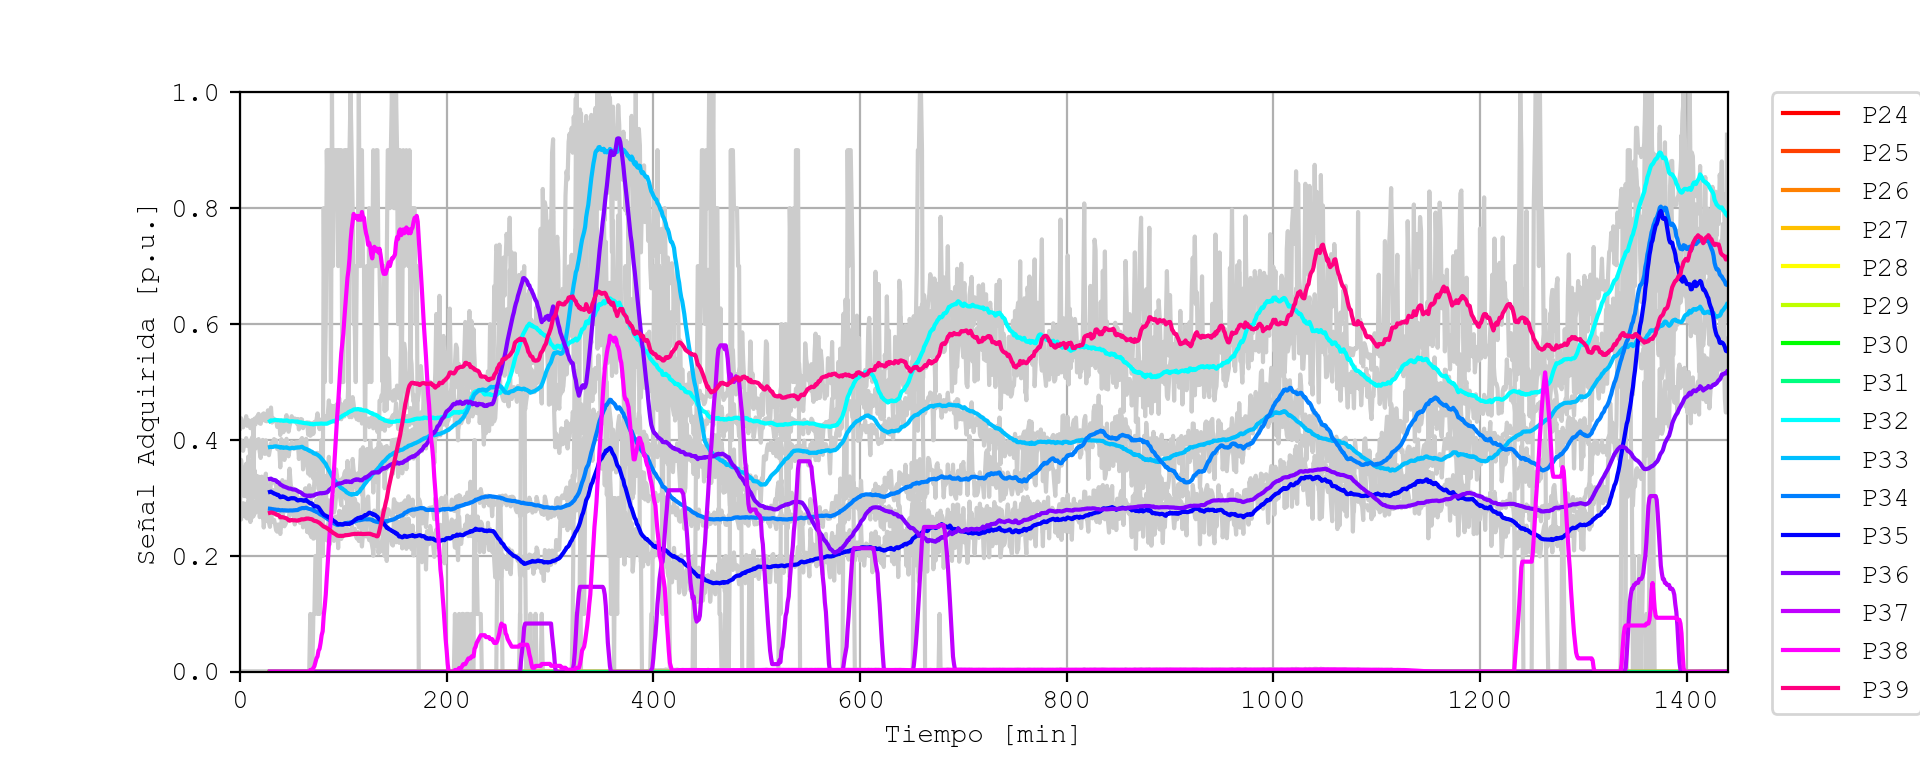 Señal Adquirida [p.u.]
1.0
0.8
0.6
0.4
0.2
0.0
0 200 400 600 800 1000 1200 1400
Tiempo [min]
P24
P25
P26
P27
P28
P29
P30
P31
P32
P33
P34
P35
P36
P37
P38
P39